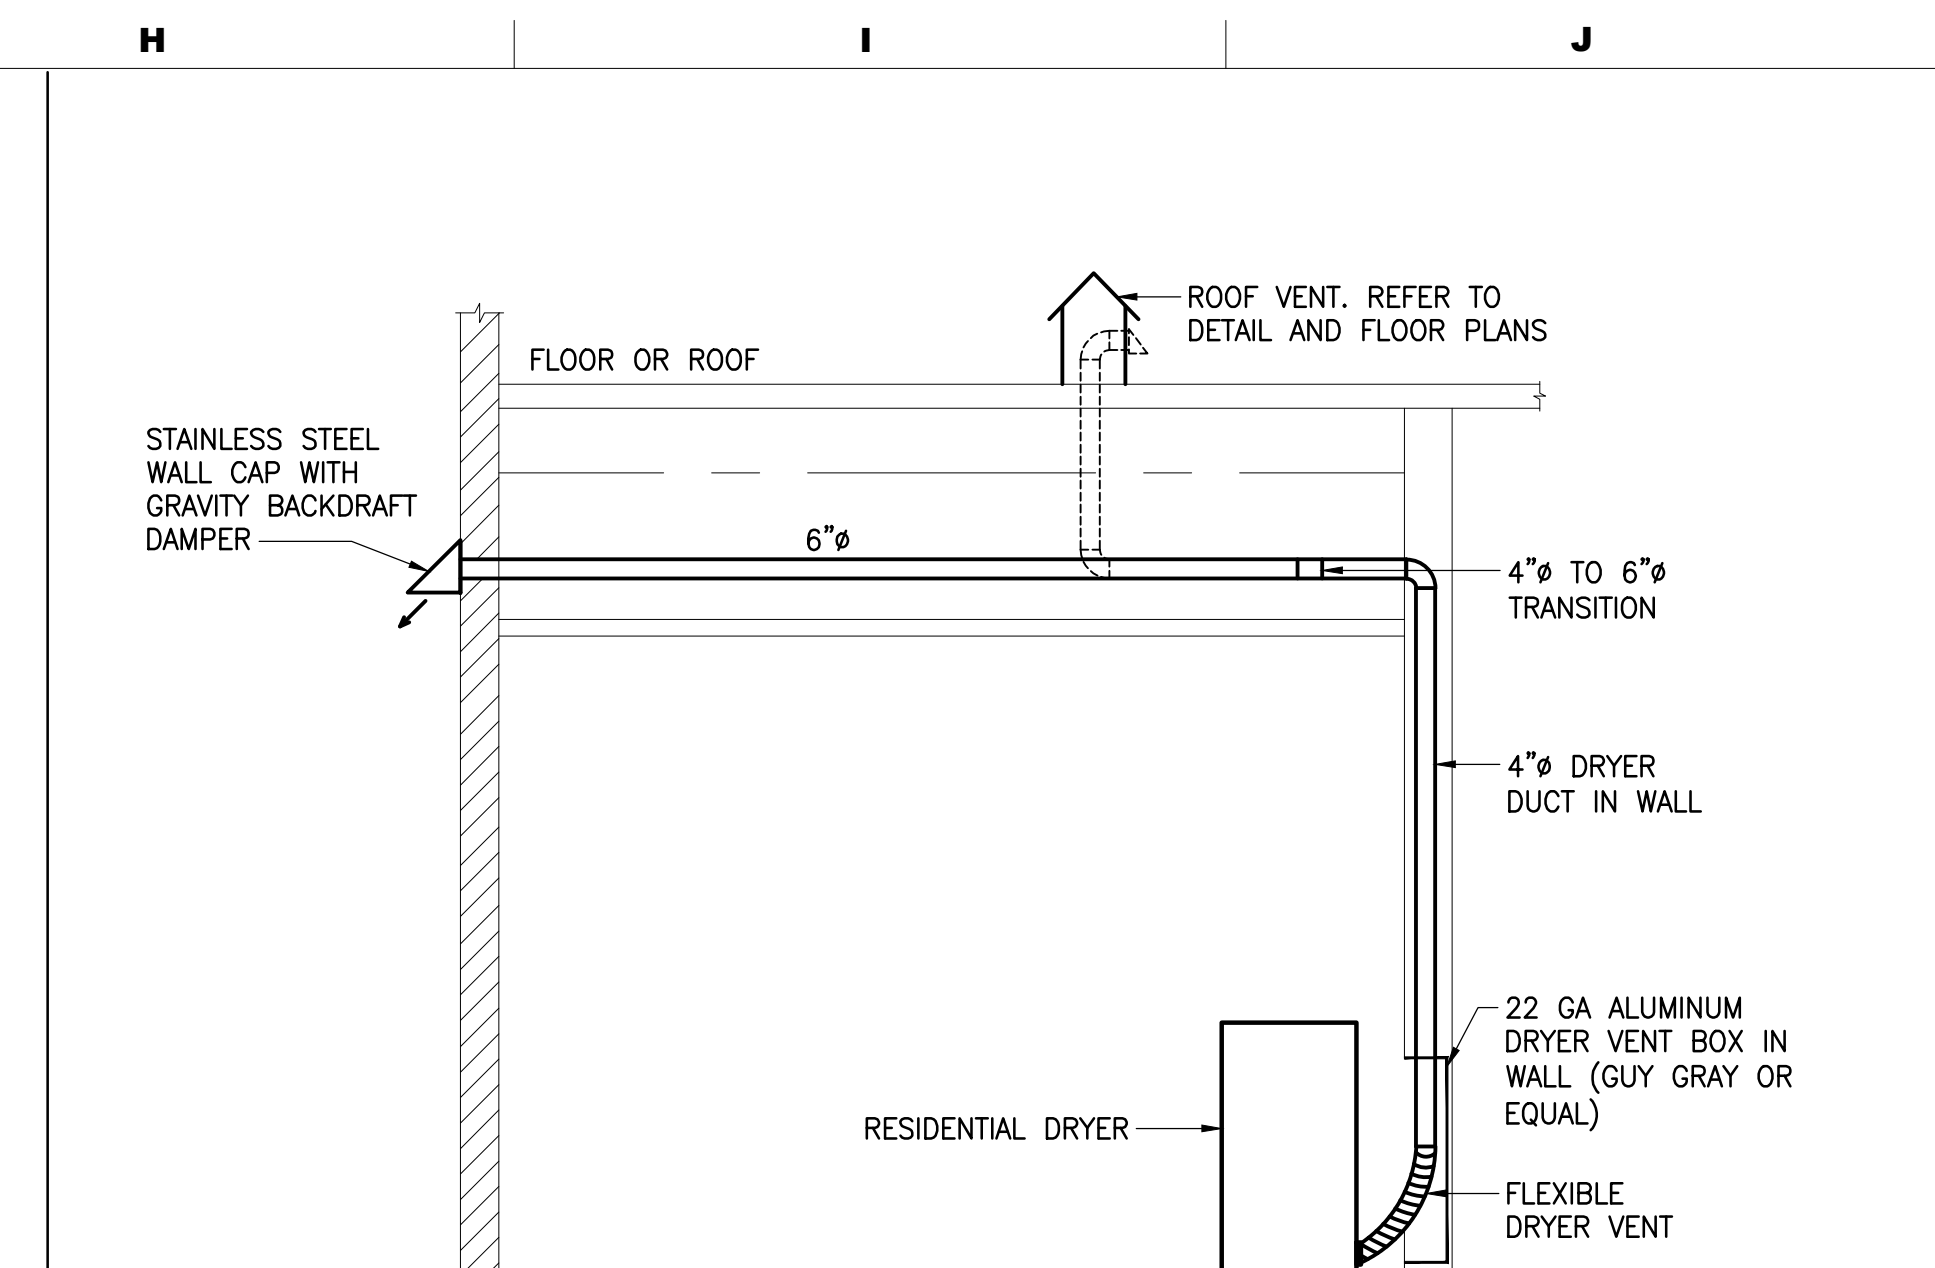 H
I
J
ROOF VENT. REFER TO
DETAIL AND FLOOR PLANS
FLOOR OR ROOF
STAINLESS STEEL
WALL CAP WITH
GRAVITY BACKDRAFT
DAMPER
6"ø
4"ø TO 6"ø
TRANSITION
4"ø DRYER
DUCT IN WALL
22 GA ALUMINUM
DRYER VENT BOX IN
WALL (GUY GRAY OR
EQUAL)
RESIDENTIAL DRYER
FLEXIBLE
DRYER VENT